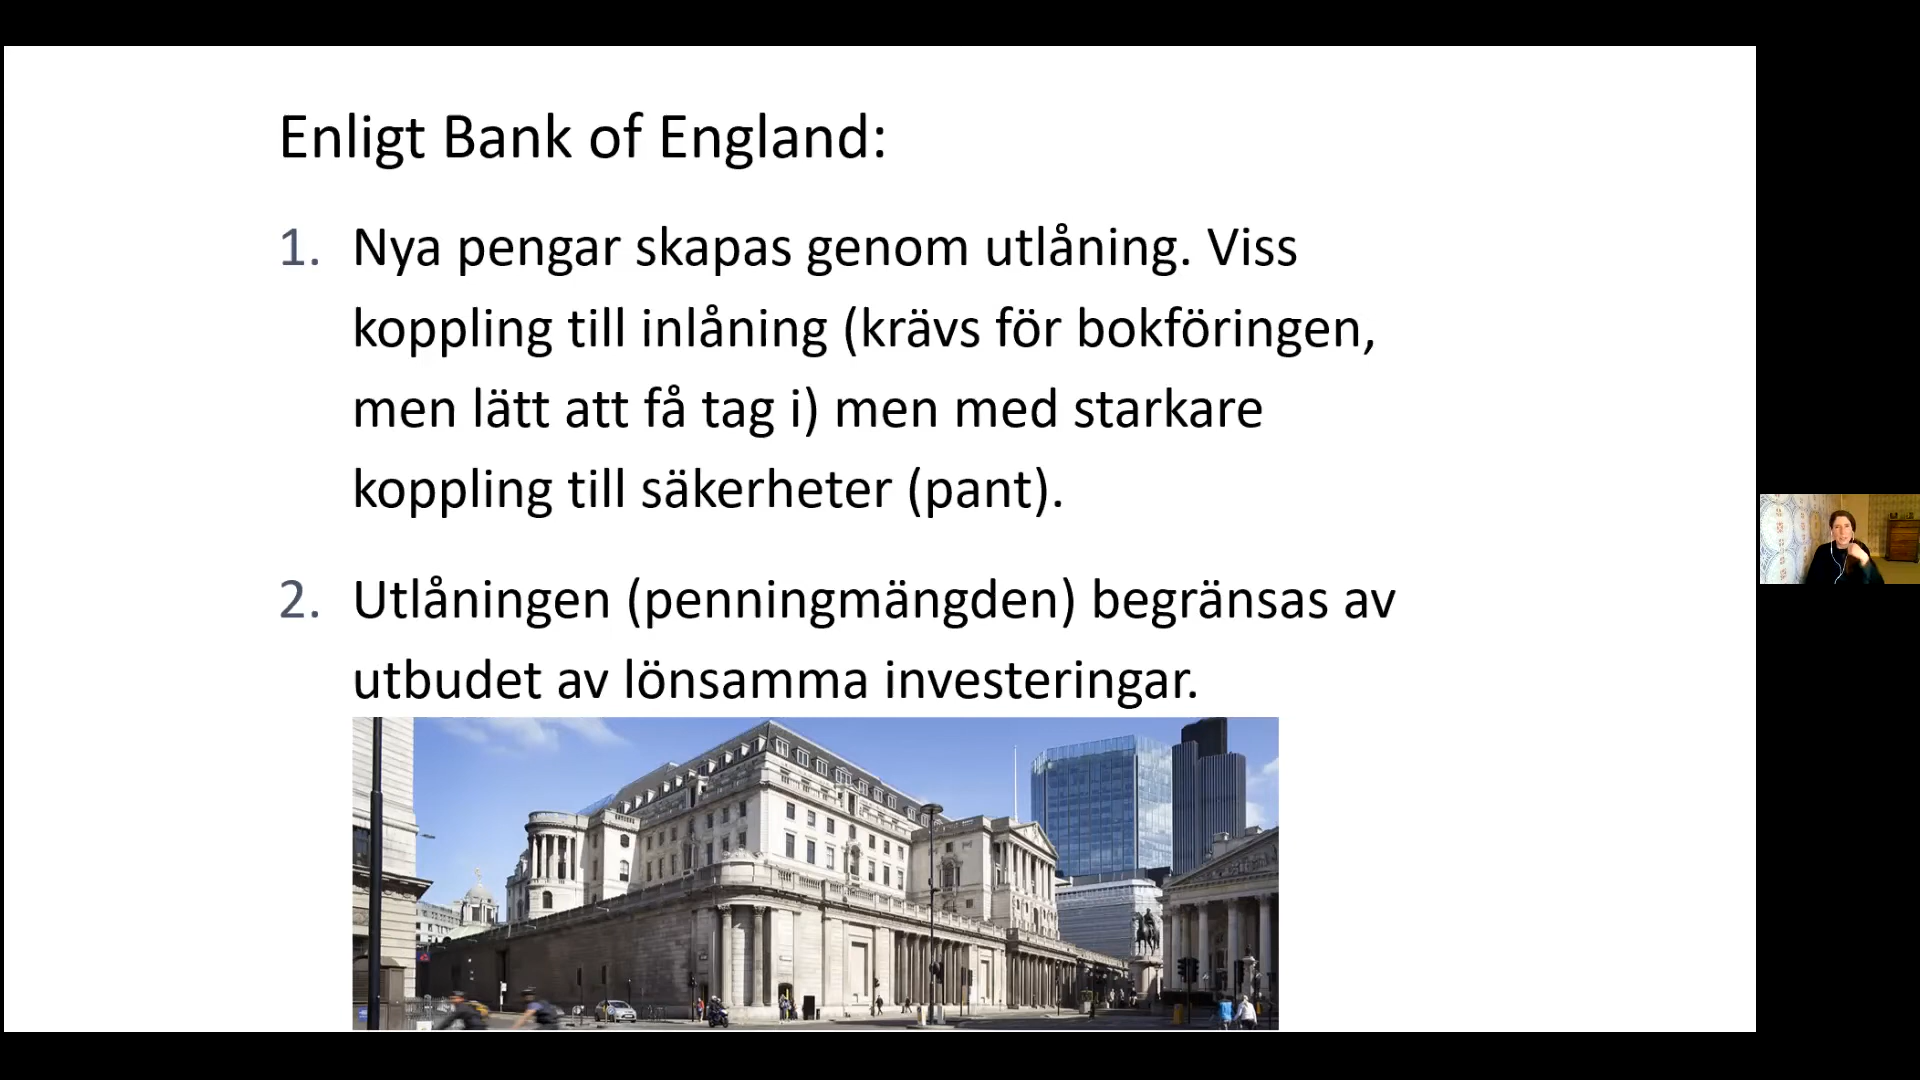 Enligt Bank of England:
1. Nya pengar skapas genom utlåning. Viss
koppling till inlåning (krävs för bokföringen,
men lätt att få tag i) men med starkare
koppling till säkerheter (pant).
2. Utlåningen (penningmängden) begränsas av
utbudet av lönsamma investeringar.